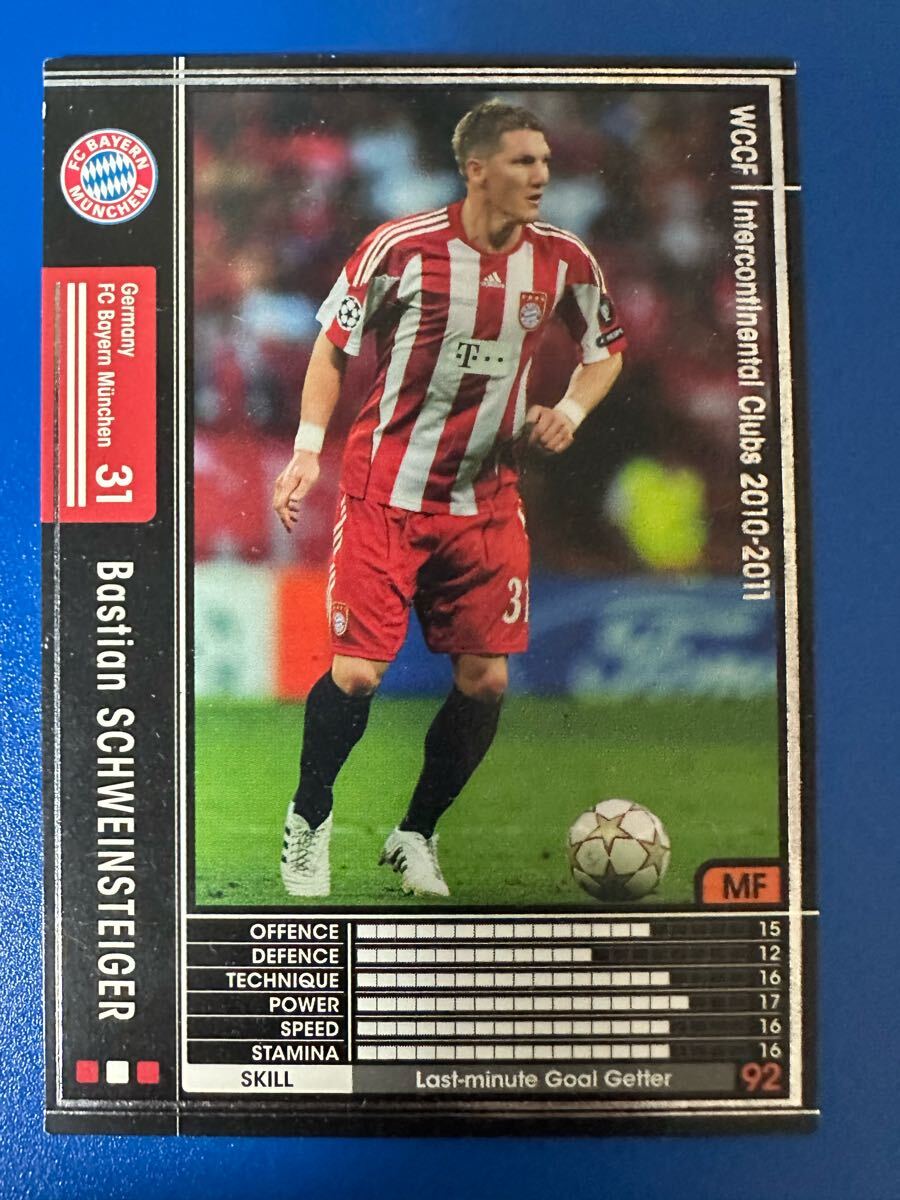 FC BAYERN
MÜNCHEN
Germany
FC Bayern München
31
Bastian SCHWEINSTEIGER
WCCF | Intercontinental Clubs 2010-2011
adidas
T
31
MF
OFFENCE 15
DEFENCE 12
TECHNIQUE 16
POWER 17
SPEED 16
STAMINA 16
SKILL Last-minute Goal Getter 92